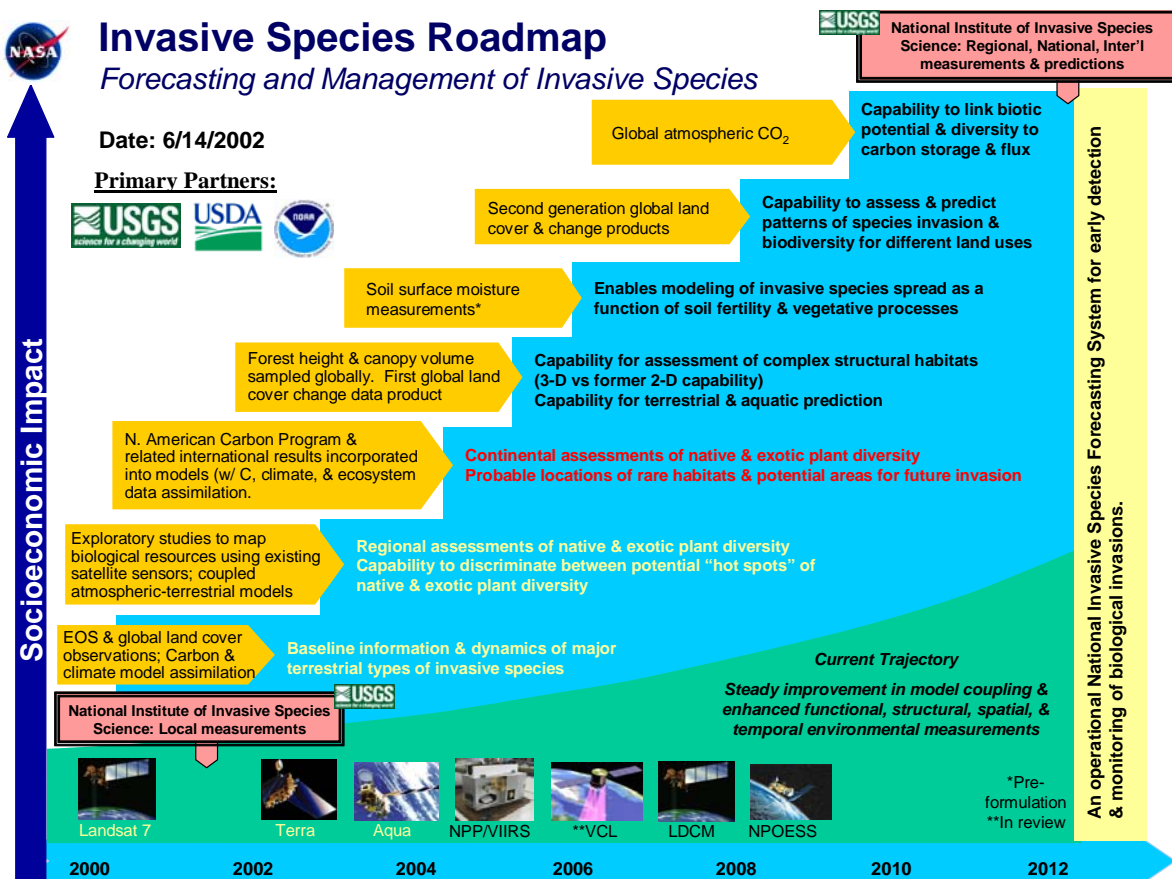 NASA
Invasive Species Roadmap
Forecasting and Management of Invasive Species
Date: 6/14/2002
Primary Partners:
USGS
science for a changing world
USDA
NOAA
USGS
science for a changing world
National Institute of Invasive Species
Science: Regional, National, Inter'l
measurements & predictions
Socioeconomic Impact
Global atmospheric CO2
Capability to link biotic
potential & diversity to
carbon storage & flux
Second generation global land
cover & change products
Capability to assess & predict
patterns of species invasion &
biodiversity for different land uses
Soil surface moisture
measurements*
Enables modeling of invasive species spread as a
function of soil fertility & vegetative processes
Forest height & canopy volume
sampled globally.  First global land
cover change data product
Capability for assessment of complex structural habitats
(3-D vs former 2-D capability)
Capability for terrestrial & aquatic prediction
N. American Carbon Program &
related international results incorporated
into models (w/ C, climate, & ecosystem
data assimilation.
Continental assessments of native & exotic plant diversity
Probable locations of rare habitats & potential areas for future invasion
Exploratory studies to map
biological resources using existing
satellite sensors; coupled
atmospheric-terrestrial models
Regional assessments of native & exotic plant diversity
Capability to discriminate between potential "hot spots" of
native & exotic plant diversity
EOS & global land cover
observations; Carbon &
climate model assimilation
Baseline information & dynamics of major
terrestrial types of invasive species
USGS
science for a changing world
National Institute of Invasive Species
Science: Local measurements
Current Trajectory
Steady improvement in model coupling &
enhanced functional, structural, spatial, &
temporal environmental measurements
An operational National Invasive Species Forecasting System for early detection
& monitoring of biological invasions.
Landsat 7
Terra
Aqua
NPP/VIIRS
**VCL
LDCM
NPOESS
*Pre-
formulation
**In review
2000
2002
2004
2006
2008
2010
2012